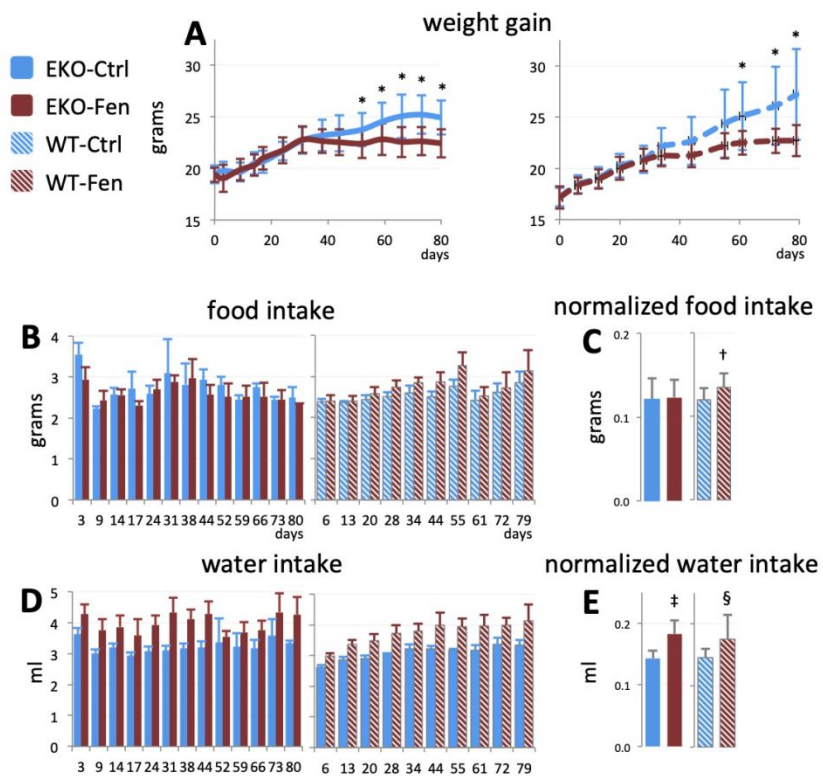 A
weight gain
EKO-Ctrl
EKO-Fen
WT-Ctrl
WT-Fen
grams
30
25
20
15
* * * * *
0 20 40 60 80
days
30
25
20
15
* * *
0 20 40 60 80
days
B
food intake
grams
4
3
2
1
0
3 9 14 17 24 31 38 44 52 59 66 73 80
days
6 13 20 28 34 44 55 61 72 79
C
normalized food intake
grams
0.2
0.1
0.0
†
D
water intake
ml
5
4
3
2
1
0
3 9 14 17 24 31 38 44 52 59 66 73 80
6 13 20 28 34 44 55 61 72 79
E
normalized water intake
ml
0.2
0.1
0.0
‡ §